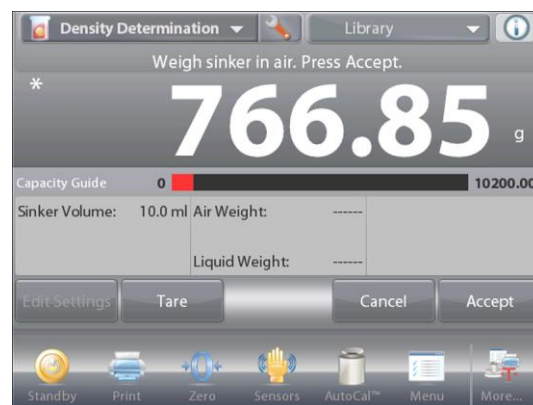 Density Determination Library
Weigh sinker in air. Press Accept.
*
766.85 g
Capacity Guide 0 10200.00
Sinker Volume: 10.0 ml Air Weight: ------
Liquid Weight: ------
Edit Settings Tare Cancel Accept
Standby Print Zero Sensors AutoCal™ Menu More...